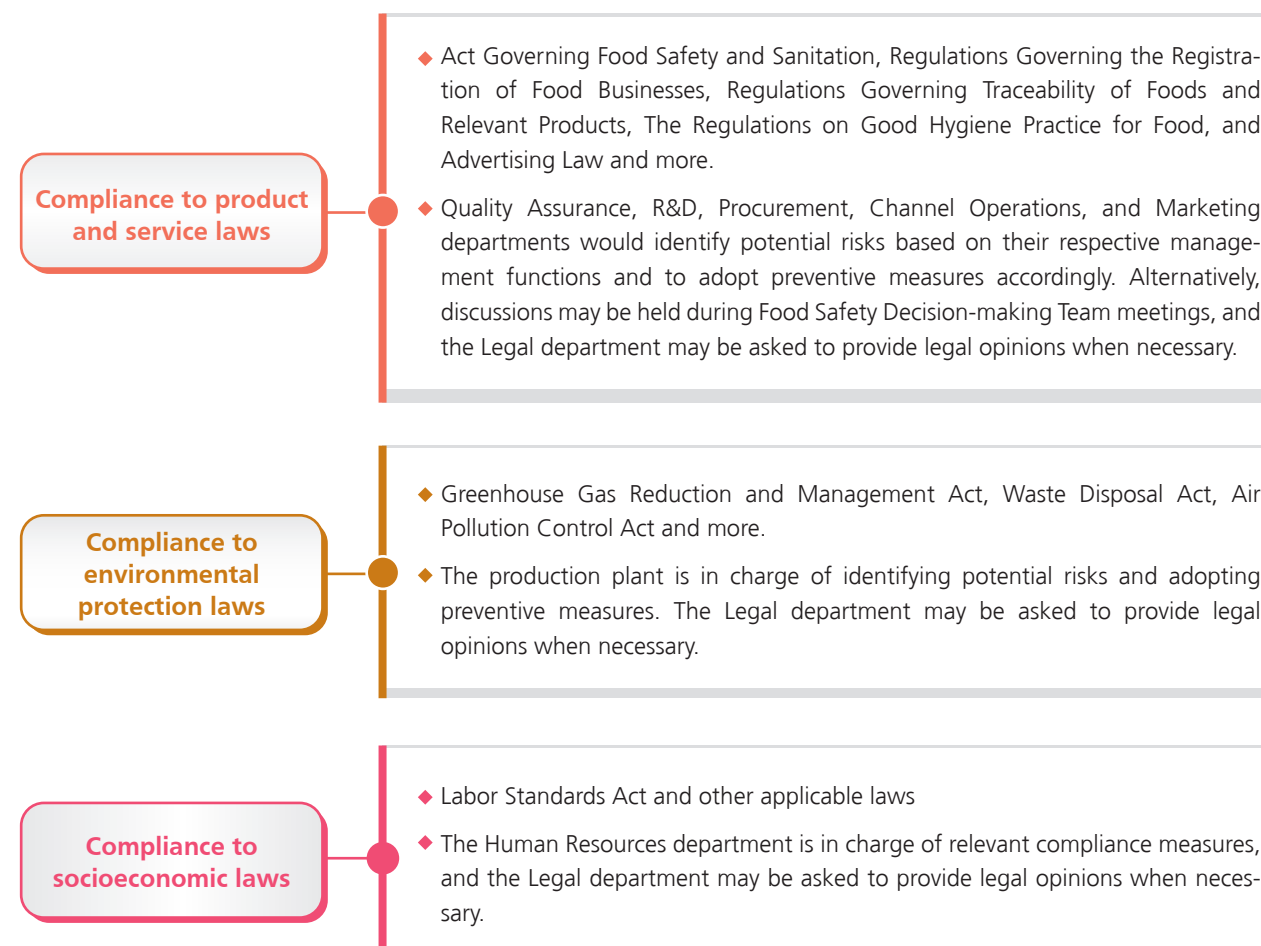 Compliance to product
and service laws
◆ Act Governing Food Safety and Sanitation, Regulations Governing the Registra-
tion of Food Businesses, Regulations Governing Traceability of Foods and
Relevant Products, The Regulations on Good Hygiene Practice for Food, and
Advertising Law and more.
◆ Quality Assurance, R&D, Procurement, Channel Operations, and Marketing
departments would identify potential risks based on their respective manage-
ment functions and to adopt preventive measures accordingly. Alternatively,
discussions may be held during Food Safety Decision-making Team meetings, and
the Legal department may be asked to provide legal opinions when necessary.
Compliance to
environmental
protection laws
◆ Greenhouse Gas Reduction and Management Act, Waste Disposal Act, Air
Pollution Control Act and more.
◆ The production plant is in charge of identifying potential risks and adopting
preventive measures. The Legal department may be asked to provide legal
opinions when necessary.
Compliance to
socioeconomic laws
◆ Labor Standards Act and other applicable laws
◆ The Human Resources department is in charge of relevant compliance measures,
and the Legal department may be asked to provide legal opinions when neces-
sary.